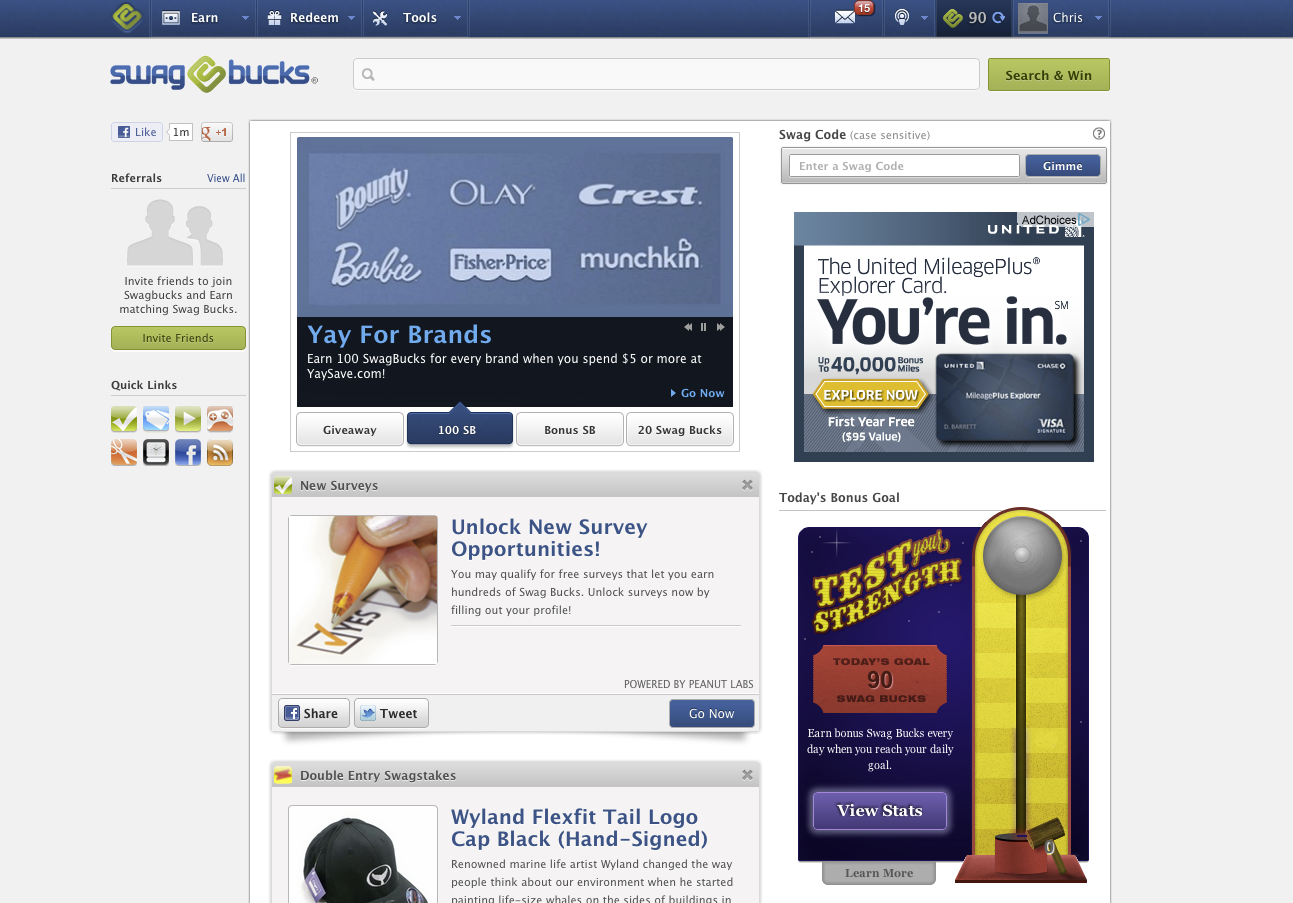 Earn
Redeem
Tools
15
90
Chris
swagbucks®
Search & Win
Like
1m
g +1
Referrals
View All
Invite friends to join
Swagbucks and Earn
matching Swag Bucks.
Invite Friends
Quick Links
Bounty®
OLAY®
Crest®
Barbie®
Fisher-Price®
munchkin®
Yay For Brands
Earn 100 SwagBucks for every brand when you spend $5 or more at
YaySave.com!
Go Now
Giveaway
100 SB
Bonus SB
20 Swag Bucks
New Surveys
YES
Unlock New Survey
Opportunities!
You may qualify for free surveys that let you earn
hundreds of Swag Bucks. Unlock surveys now by
filling out your profile!
POWERED BY PEANUT LABS
Share
Tweet
Go Now
Double Entry Swagstakes
Wyland Flexfit Tail Logo
Cap Black (Hand-Signed)
Renowned marine life artist Wyland changed the way
people think about our environment when he started
painting life-size whales on the sides of buildings in
Swag Code (case sensitive)
?
Enter a Swag Code
Gimme
AdChoices
UNITED
The United MileagePlus®
Explorer Card.
You're in.SM
Up To 40,000 Bonus Miles
EXPLORE NOW
First Year Free
($95 Value)
UNITED
CHASE
MileagePlus Explorer
D. BARRETT
VISA
SIGNATURE
Today's Bonus Goal
TEST your
STRENGTH
TODAY'S GOAL
90
SWAG BUCKS
Earn bonus Swag Bucks every
day when you reach your daily
goal.
View Stats
0
Learn More